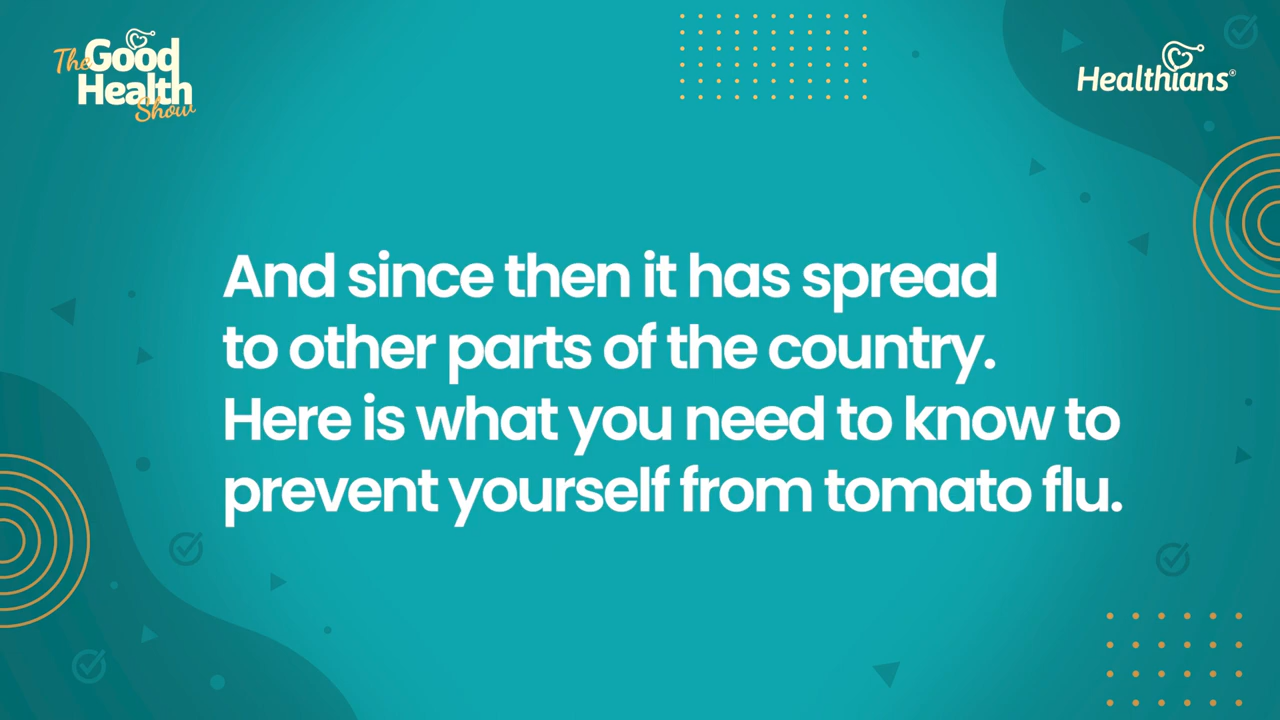 The Good
Health
Show
Healthians®
And since then it has spread
to other parts of the country.
Here is what you need to know to
prevent yourself from tomato flu.